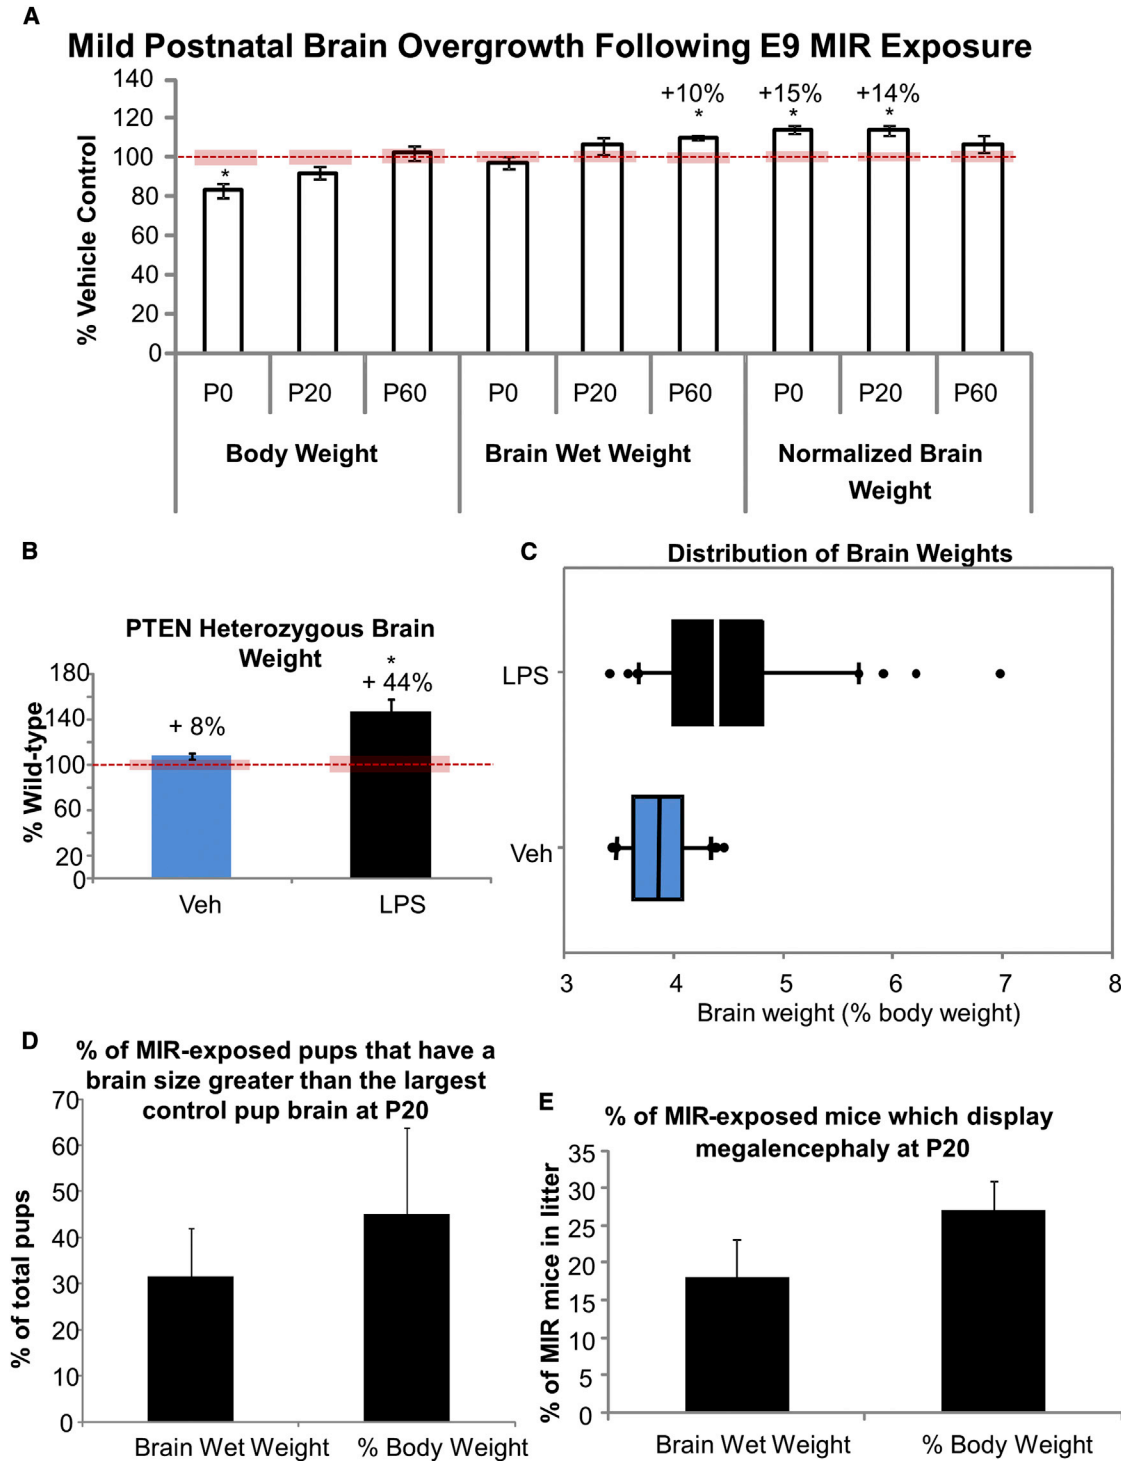 A
Mild Postnatal Brain Overgrowth Following E9 MIR Exposure
% Vehicle Control
140
120
100
80
60
40
20
0
+10%
+15%
+14%
*
*
*
*
P0
P20
P60
P0
P20
P60
P0
P20
P60
Body Weight
Brain Wet Weight
Normalized Brain
Weight
B
PTEN Heterozygous Brain
Weight
% Wild-type
180
140
100
60
20
0
+ 8%
*
+ 44%
Veh
LPS
C
Distribution of Brain Weights
LPS
Veh
3
4
5
6
7
8
Brain weight (% body weight)
D
% of MIR-exposed pups that have a
brain size greater than the largest
control pup brain at P20
% of total pups
70
60
50
40
30
20
10
0
Brain Wet Weight
% Body Weight
E
% of MIR-exposed mice which display
megalencephaly at P20
% of MIR mice in litter
35
30
25
20
15
10
5
0
Brain Wet Weight
% Body Weight